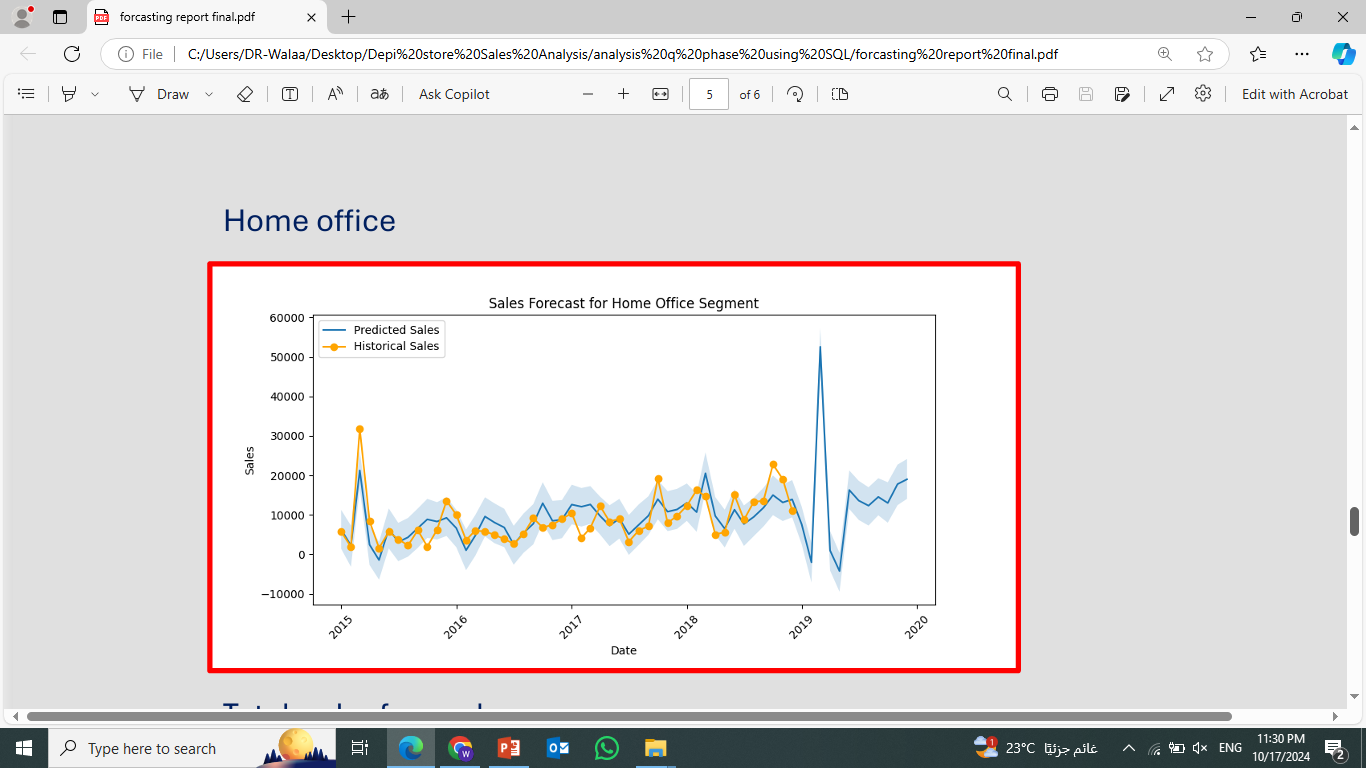 forcasting report final.pdf
File
C:/Users/DR-Walaa/Desktop/Depi%20store%20Sales%20Analysis/analysis%20q%20phase%20using%20SQL/forcasting%20report%20final.pdf
Draw
Ask Copilot
5 of 6
Edit with Acrobat
Home office
Sales Forecast for Home Office Segment
Predicted Sales
Historical Sales
Sales
60000
50000
40000
30000
20000
10000
0
−10000
2015
2016
2017
2018
2019
2020
Date
Type here to search
1
23°C غائم جزئيًا
ENG
11:30 PM
10/17/2024
2